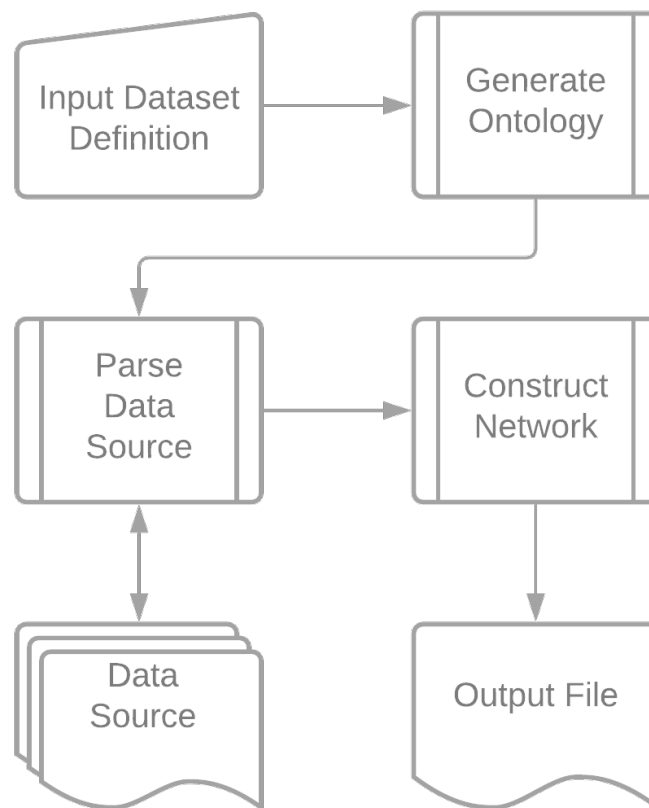 Input Dataset
Definition
Generate
Ontology
Parse
Data
Source
Construct
Network
Data
Source
Output File